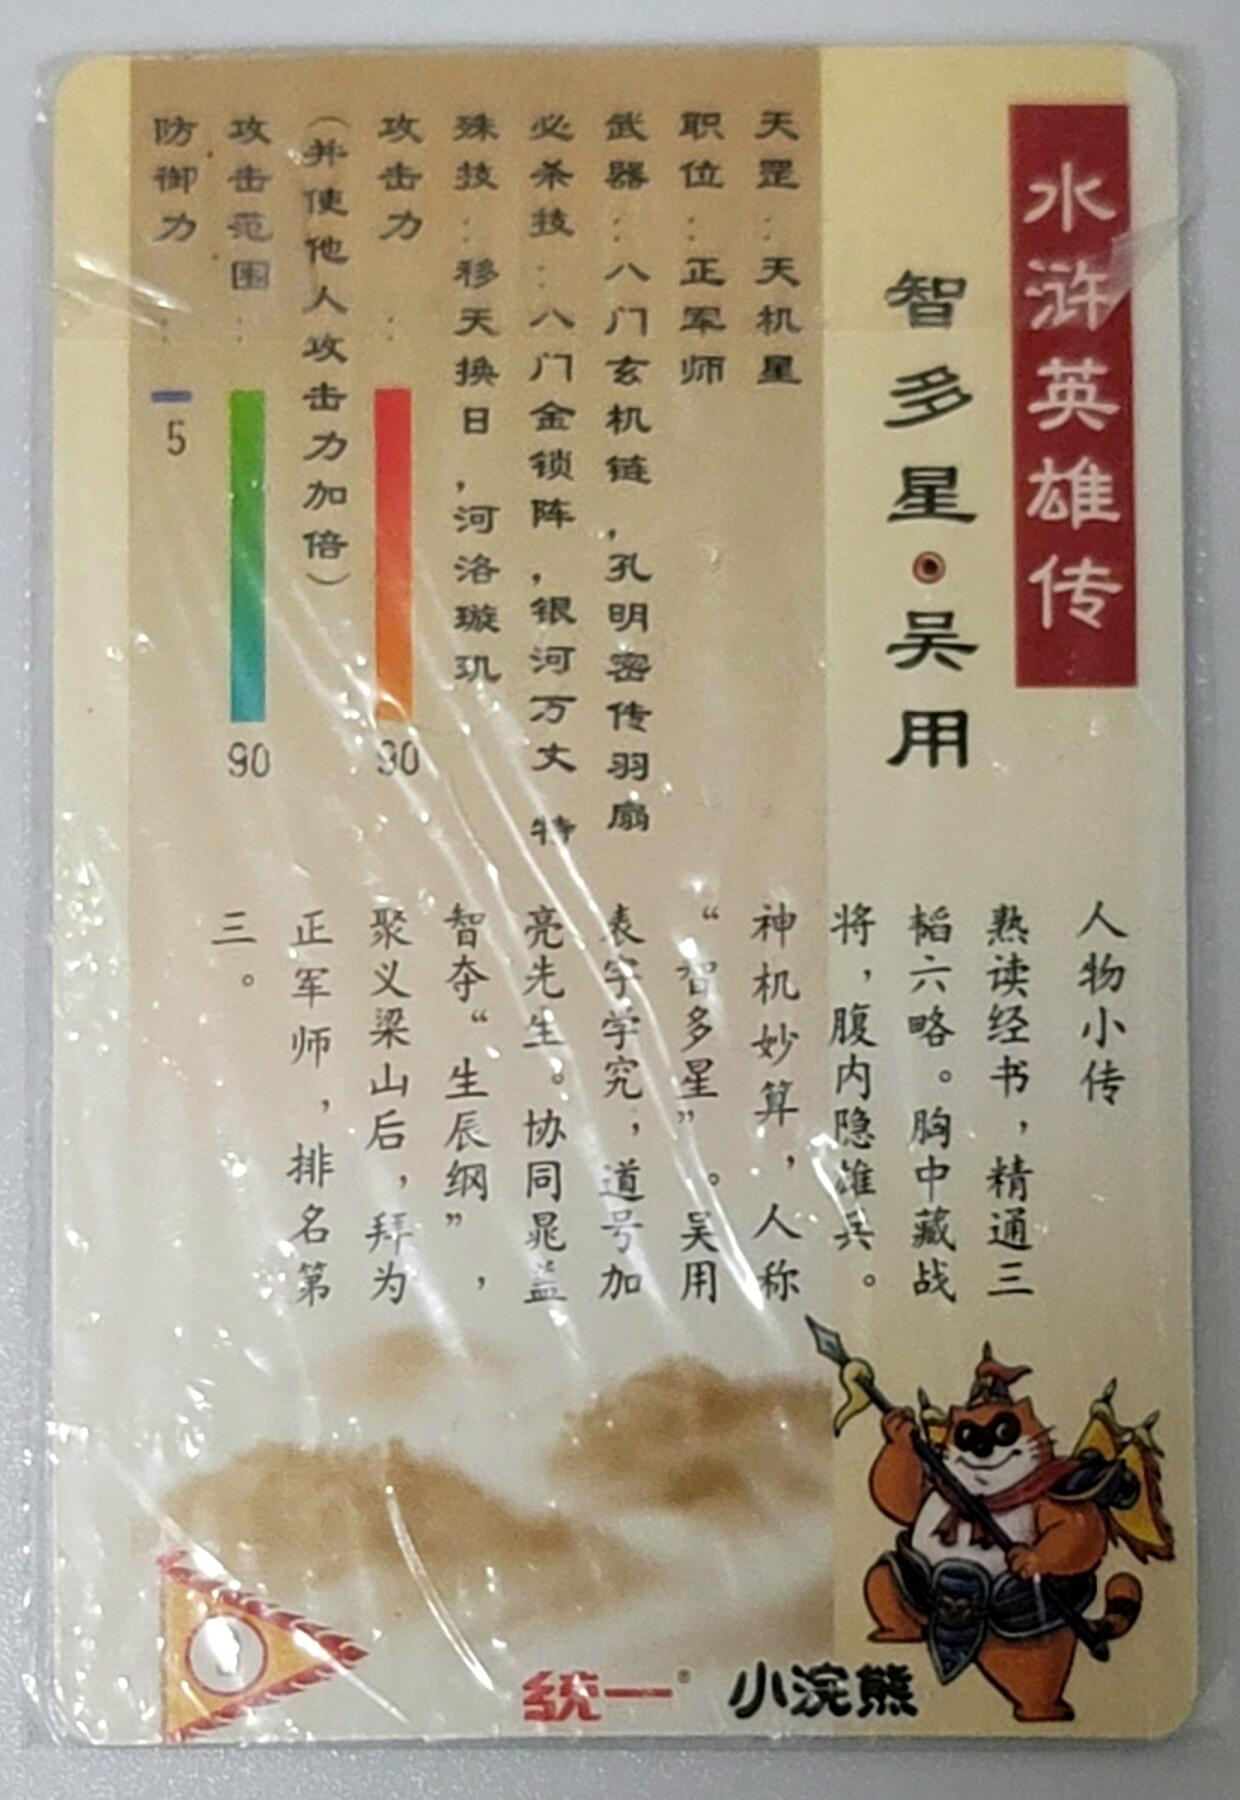 水浒英雄传
智多星·吴用
天罡：天机星
职位：正军师
武器：八门玄机链，孔明密传羽扇
必杀技：八门金锁阵，银河万丈 特
殊技：移天换日，河洛璇玑
攻击力：
90
（并使他人攻击力加倍）
攻击范围：
90
防御力：
5
人物小传
熟读经书，精通三
韬六略。胸中藏战
将，腹内隐雄兵。
神机妙算，人称
“智多星”。吴用
表字学究，道号加
亮先生。协同晁盖
智夺“生辰纲”，
聚义梁山后，拜为
正军师，排名第
三。
统一® 小浣熊